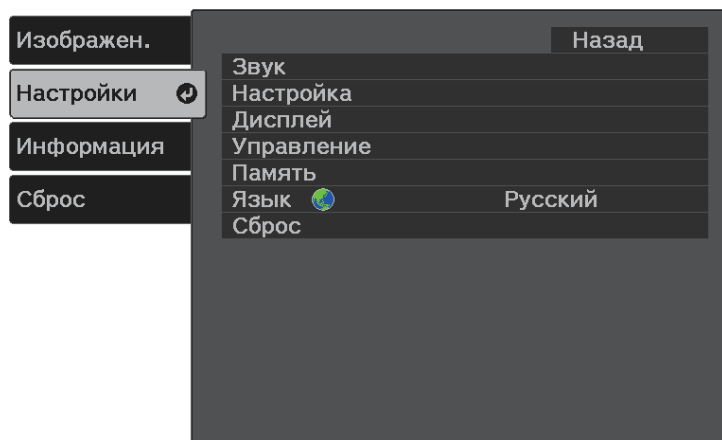 Изображен.
Настройки
Информация
Сброс
Назад
Звук
Настройка
Дисплей
Управление
Память
Язык Русский
Сброс